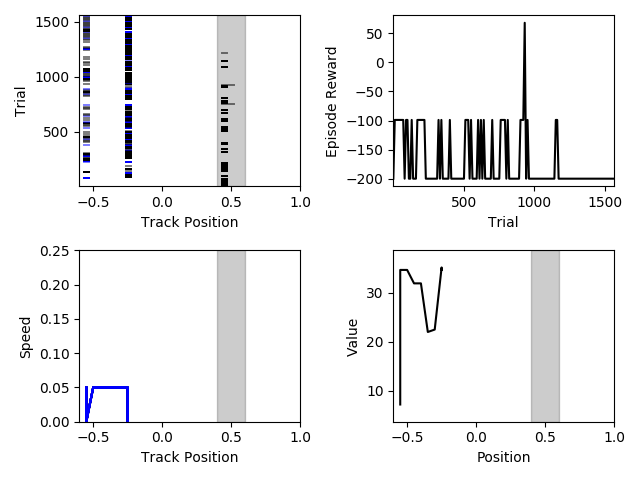 1500
1000
500
Trial
−0.5 0.0 0.5 1.0
Track Position
50
0
−50
−100
−150
−200
Episode Reward
500 1000 1500
Trial
0.25
0.20
0.15
0.10
0.05
0.00
Speed
−0.5 0.0 0.5 1.0
Track Position
30
20
10
Value
−0.5 0.0 0.5 1.0
Position